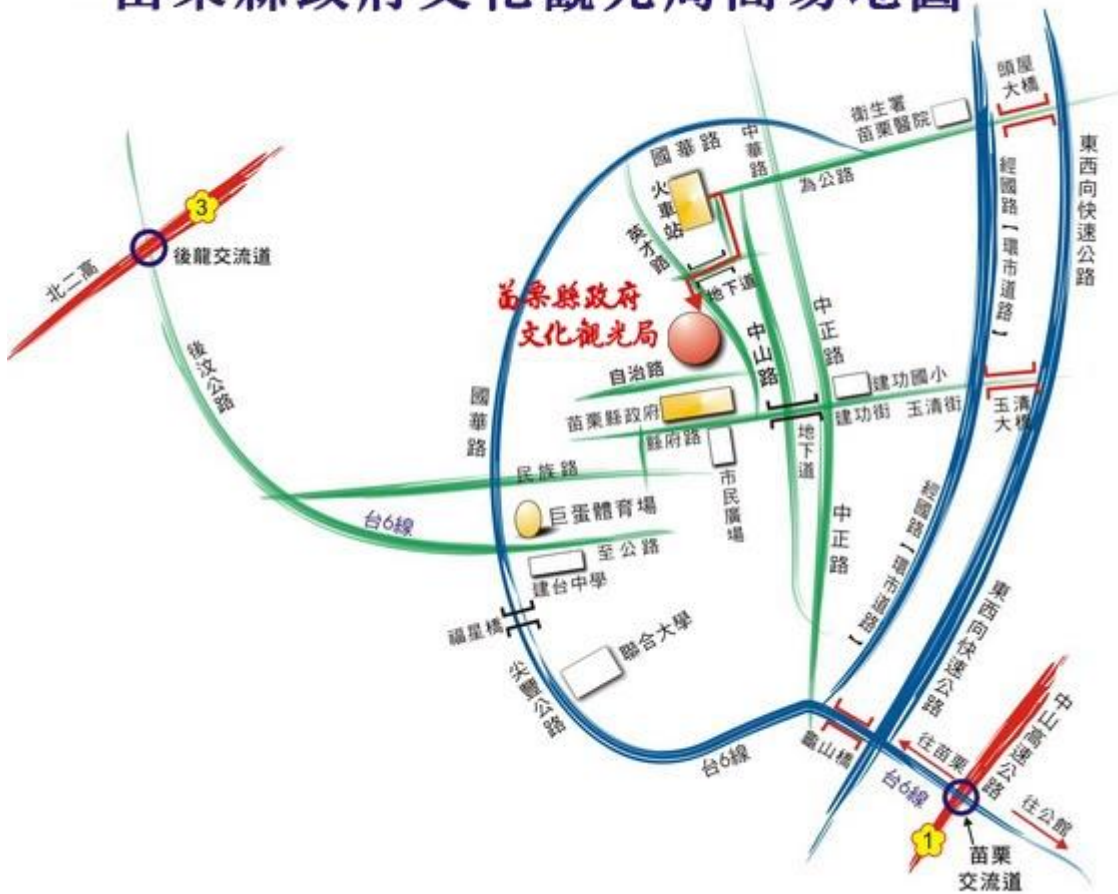 苗栗縣政府文化觀光局簡易地圖
頭屋
大橋
衛生署
苗栗醫院
國華路
中華路
為公路
火車站
英才路
東西向快速公路
經國路【環市道路】
3
後龍交流道
北二高
地下道
苗栗縣政府
文化觀光局
中山路
中正路
後汶公路
國華路
自治路
建功國小
苗栗縣政府
建功街
玉清街
玉清
大橋
縣府路
地下道
民族路
市民廣場
台6線
巨蛋體育場
至公路
中正路
經國路【環市道路】
建台中學
福星橋
聯合大學
東西向快速公路
尖豐公路
中山高速公路
龜山橋
往苗栗
台6線
台6線
往公館
1
苗栗
交流道